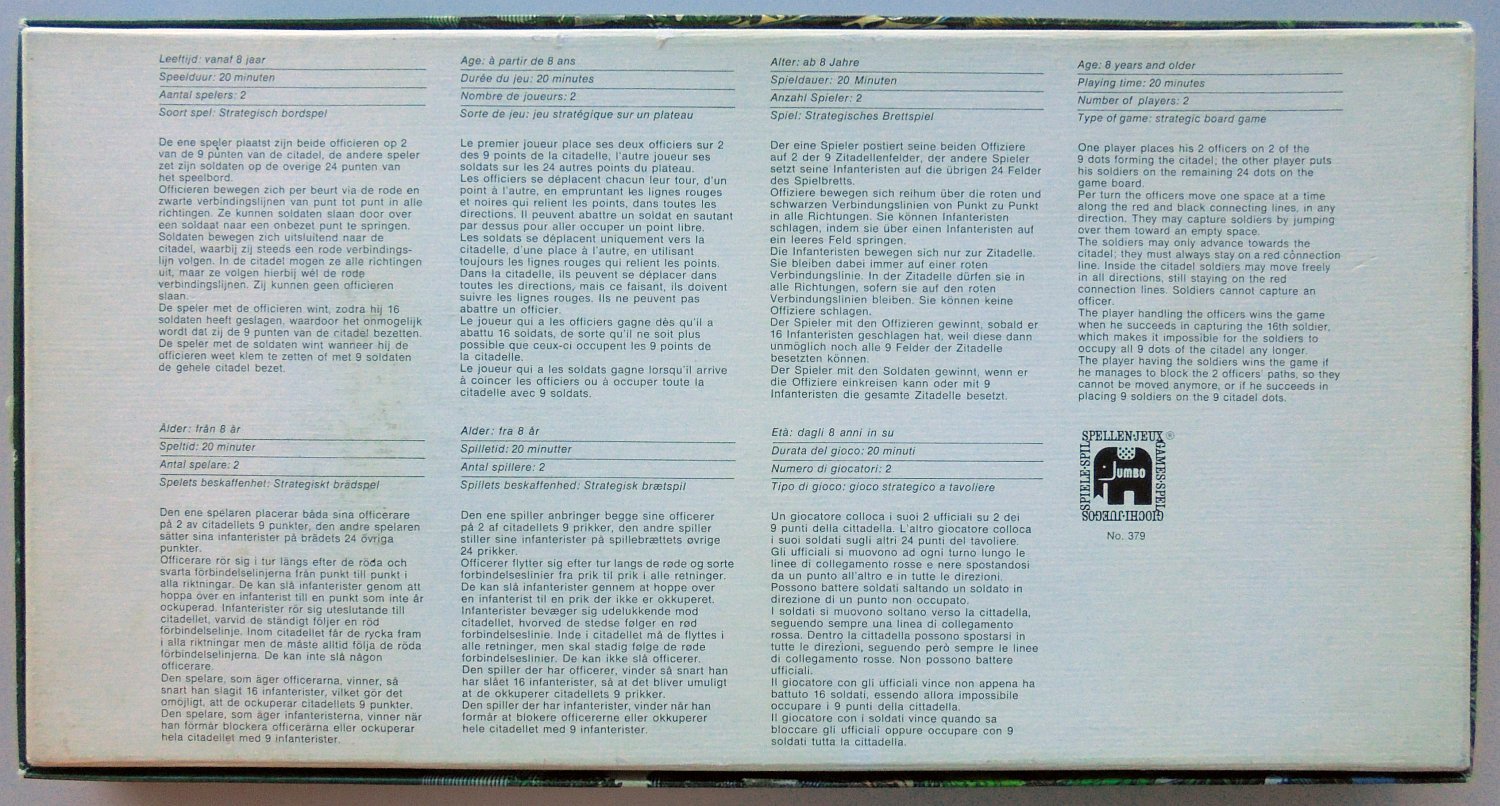 Leeftijd: vanaf 8 jaar
Speelduur: 20 minuten
Aantal spelers: 2
Soort spel: Strategisch bordspel
De ene speler plaatst zijn beide officieren op 2
van de 9 punten van de citadel, de andere speler
zet zijn soldaten op de overige 24 punten van
het speelbord.
Officieren bewegen zich per beurt via de rode en
zwarte verbindingslijnen van punt tot punt in alle
richtingen. Ze kunnen soldaten slaan door over
een soldaat naar een onbezet punt te springen.
Soldaten bewegen zich uitsluitend naar de
citadel, waarbij zij steeds een rode verbindings-
lijn volgen. In de citadel mogen ze alle richtingen
uit, maar ze volgen hierbij wél de rode
verbindingslijnen. Zij kunnen geen officieren
slaan.
De speler met de officieren wint, zodra hij 16
soldaten heeft geslagen, waardoor het onmogelijk
wordt dat zij de 9 punten van de citadel bezetten.
De speler met de soldaten wint wanneer hij de
officieren weet klem te zetten of met 9 soldaten
de gehele citadel bezet.
Age: à partir de 8 ans
Durée du jeu: 20 minutes
Nombre de joueurs: 2
Sorte de jeu: jeu stratégique sur un plateau
Le premier joueur place ses deux officiers sur 2
des 9 points de la citadelle, l'autre joueur ses
soldats sur les 24 autres points du plateau.
Les officiers se déplacent chacun leur tour, d'un
point à l'autre, en empruntant les lignes rouges
et noires qui relient les points, dans toutes les
directions. Il peuvent abattre un soldat en sautant
par dessus pour aller occuper un point libre.
Les soldats se déplacent uniquement vers la
citadelle, d'une place à l'autre, en utilisant
toujours les lignes rouges qui relient les points.
Dans la citadelle, ils peuvent se déplacer dans
toutes les directions, mais ce faisant, ils doivent
suivre les lignes rouges. Ils ne peuvent pas
abattre un officier.
Le joueur qui a les officiers gagne dès qu'il a
abattu 16 soldats, de sorte qu'il ne soit plus
possible que ceux-ci occupent les 9 points de
la citadelle.
Le joueur qui a les soldats gagne lorsqu'il arrive
à coincer les officiers ou à occuper toute la
citadelle avec 9 soldats.
Alter: ab 8 Jahre
Spieldauer: 20 Minuten
Anzahl Spieler: 2
Spiel: Strategisches Brettspiel
Der eine Spieler postiert seine beiden Offiziere
auf 2 der 9 Zitadellenfelder, der andere Spieler
setzt seine Infanteristen auf die übrigen 24 Felder
des Spielbretts.
Offiziere bewegen sich reihum über die roten und
schwarzen Verbindungslinien von Punkt zu Punkt
in alle Richtungen. Sie können Infanteristen
schlagen, indem sie über einen Infanteristen auf
ein leeres Feld springen.
Die Infanteristen bewegen sich nur zur Zitadelle.
Sie bleiben dabei immer auf einer roten
Verbindungslinie. In der Zitadelle dürfen sie in
alle Richtungen, sofern sie auf den roten
Verbindungslinien bleiben. Sie können keine
Offiziere schlagen.
Der Spieler mit den Offizieren gewinnt, sobald er
16 Infanteristen geschlagen hat, weil diese dann
unmöglich noch alle 9 Felder der Zitadelle
besetzten können.
Der Spieler mit den Soldaten gewinnt, wenn er
die Offiziere einkreisen kann oder mit 9
Infanteristen die gesamte Zitadelle besetzt.
Age: 8 years and older
Playing time: 20 minutes
Number of players: 2
Type of game: strategic board game
One player places his 2 officers on 2 of the
9 dots forming the citadel; the other player puts
his soldiers on the remaining 24 dots on the
game board.
Per turn the officers move one space at a time
along the red and black connecting lines, in any
direction. They may capture soldiers by jumping
over them toward an empty space.
The soldiers may only advance towards the
citadel; they must always stay on a red connection
line. Inside the citadel soldiers may move freely
in all directions, still staying on the red
connection lines. Soldiers cannot capture an
officer.
The player handling the officers wins the game
when he succeeds in capturing the 16th soldier,
which makes it impossible for the soldiers to
occupy all 9 dots of the citadel any longer.
The player having the soldiers wins the game if
he manages to block the 2 officers' paths, so they
cannot be moved anymore, or if he succeeds in
placing 9 soldiers on the 9 citadel dots.
Ålder: från 8 år
Speltid: 20 minuter
Antal spelare: 2
Spelets beskaffenhet: Strategiskt brädspel
Den ene spelaren placerar båda sina officerare
på 2 av citadellets 9 punkter, den andre spelaren
sätter sina infanterister på brädets 24 övriga
punkter.
Officerare rör sig i tur längs efter de röda och
svarta förbindelselinjerna från punkt till punkt i
alla riktningar. De kan slå infanterister genom att
hoppa över en infanterist till en punkt som inte är
ockuperad. Infanterister rör sig uteslutande till
citadellet, varvid de ständigt följer en röd
förbindelselinje. Inom citadellet får de rycka fram
i alla riktningar men de måste alltid följa de röda
förbindelselinjerna. De kan inte slå någon
officerare.
Den spelare, som äger officerarna, vinner, så
snart han slagit 16 infanterister, vilket gör det
omöjligt, att de ockuperar citadellets 9 punkter.
Den spelare, som äger infanteristerna, vinner när
han förmår blockera officerärna eller ockuperar
hela citadellet med 9 infanterister.
Alder: fra 8 år
Spilletid: 20 minutter
Antal spillere: 2
Spillets beskaffenhed: Strategisk brætspil
Den ene spiller anbringer begge sine officerer
på 2 af citadellets 9 prikker, den andre spiller
stiller sine infanterister på spillebrættets øvrige
24 prikker.
Officerer flytter sig efter tur langs de røde og sorte
forbindelseslinier fra prik til prik i alle retninger.
De kan slå infanterister gennem at hoppe over
en infanterist til en prik der ikke er okkuperet.
Infanterister bevæger sig udelukkende mod
citadellet, hvorved de stedse følger en rød
forbindelseslinie. Inde i citadellet må de flyttes i
alle retninger, men skal stadig følge de røde
forbindelseslinier. De kan ikke slå officerer.
Den spiller der har officerer, vinder så snart han
har slået 16 infanterister, så at det bliver umuligt
at de okkuperer citadellets 9 prikker.
Den spiller der har infanterister, vinder når han
formår at blokere officererne eller okkuperer
hele citadellet med 9 infanterister.
Età: dagli 8 anni in su
Durata del gioco: 20 minuti
Numero di giocatori: 2
Tipo di gioco: gioco strategico a tavoliere
Un giocatore colloca i suoi 2 ufficiali su 2 dei
9 punti della cittadella. L'altro giocatore colloca
i suoi soldati sugli altri 24 punti del tavoliere.
Gli ufficiali si muovono ad ogni turno lungo le
linee di collegamento rosse e nere spostandosi
da un punto all'altro e in tutte le direzioni.
Possono battere soldati saltando un soldato in
direzione di un punto non occupato.
I soldati si muovono soltano verso la cittadella,
seguendo sempre una linea di collegamento
rossa. Dentro la cittadella possono spostarsi in
tutte le direzioni, seguendo però sempre le linee
di collegamento rosse. Non possono battere
ufficiali.
Il giocatore con gli ufficiali vince non appena ha
battuto 16 soldati, essendo allora impossibile
occupare i 9 punti della cittadella.
Il giocatore con i soldati vince quando sa
bloccare gli ufficiali oppure occupare con 9
soldati tutta la cittadella.
SPELLEN·JEUX ®
GAMES·SPEL
GIOCHI·JUEGOS
SPIELE·SPIL
Jumbo
No. 379